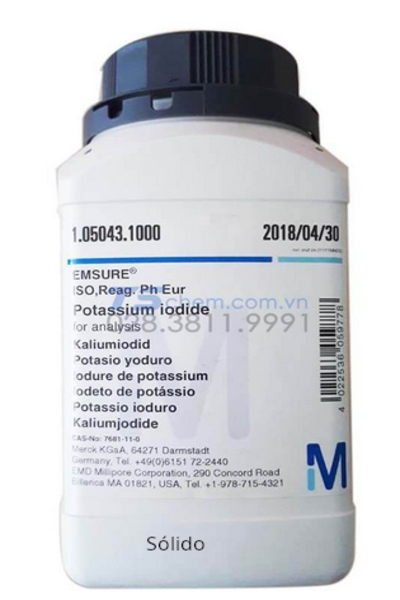 1.05043.1000 2018/04/30
EMSURE®
ISO,Reag. Ph Eur
Potassium iodide
for analysis
Kaliumiodid
Potasio yoduro
Iodure de potassium
Iodeto de potássio
Potassio ioduro
Kaliumjodide
CAS-No: 7681-11-0
Merck KGaA, 64271 Darmstadt
Germany, Tel. +49(0)6151 72-2440
EMD Millipore Corporation, 290 Concord Road
Billerica MA 01821, USA, Tel. +1-978-715-4321
chem.com.vn
028.3811.9991
4 022536 059778
M
Sólido